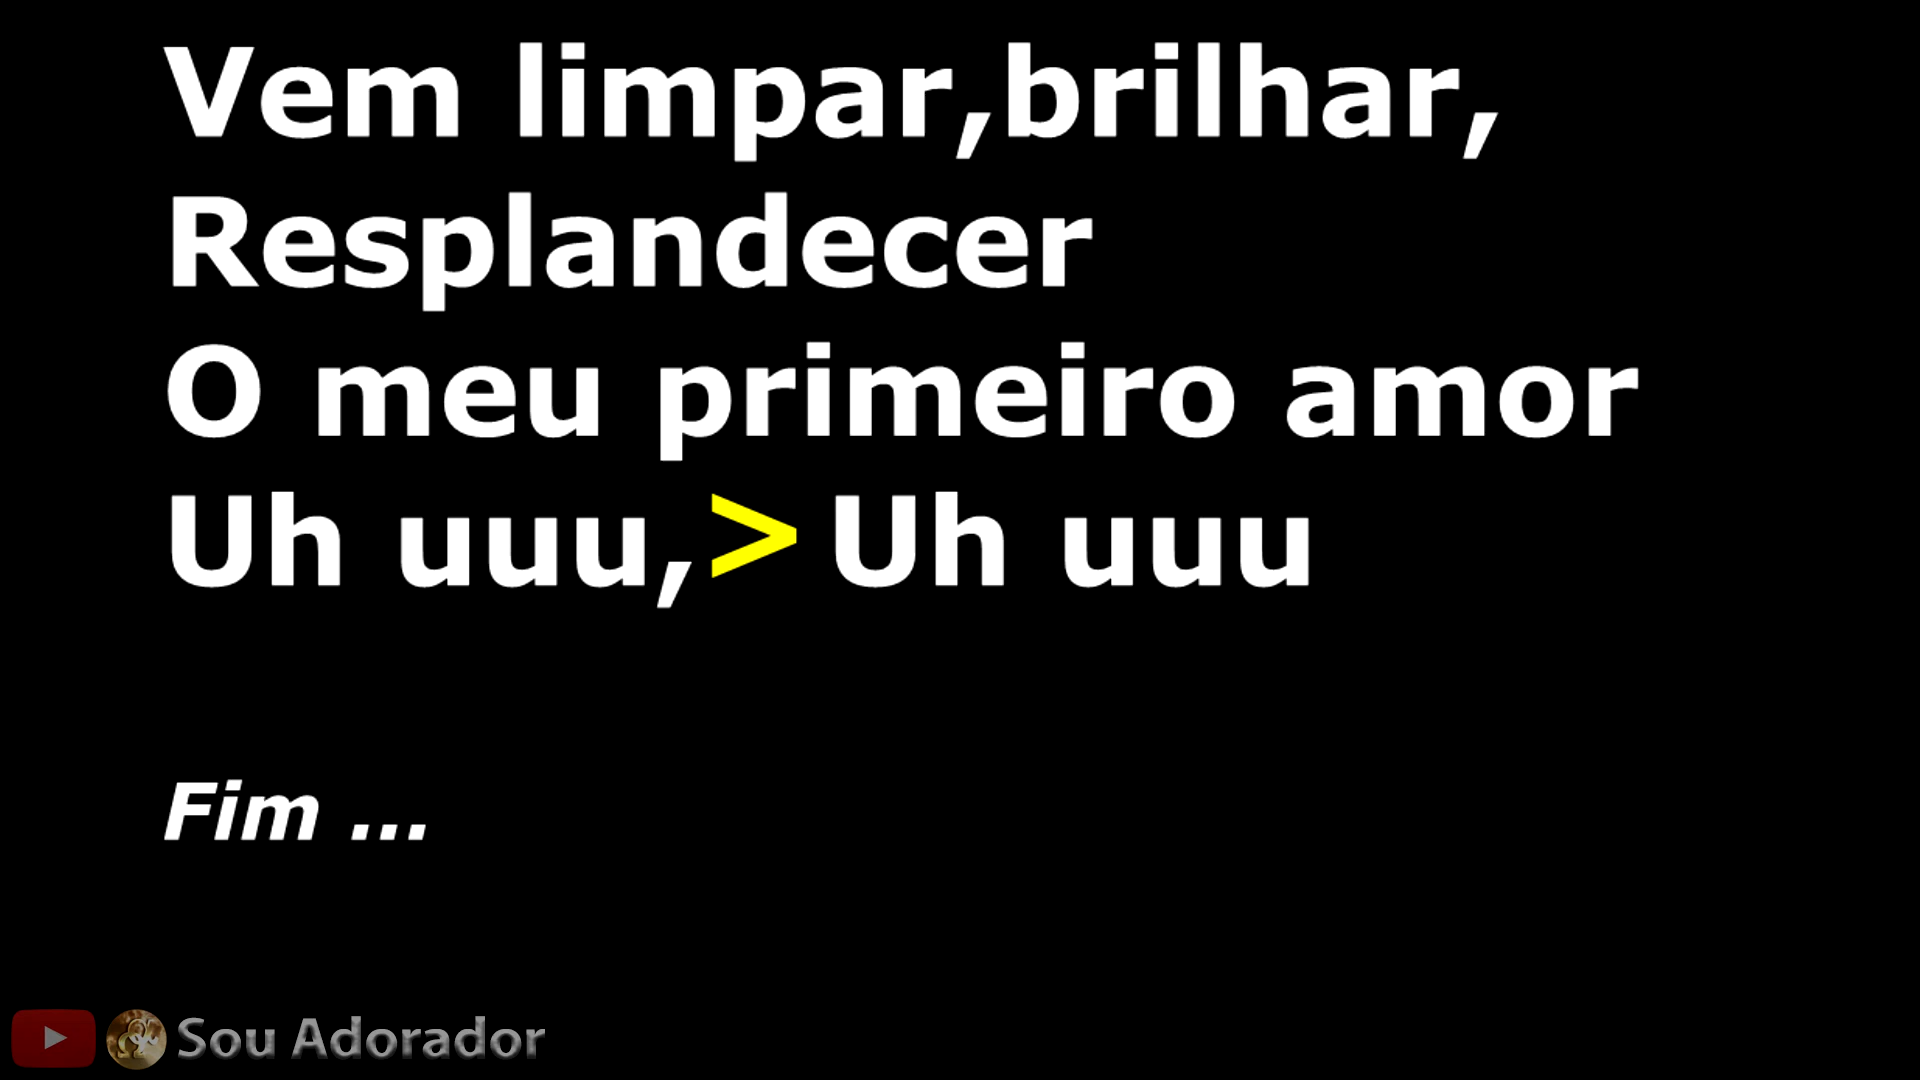 Vem limpar,brilhar,
Resplandecer
O meu primeiro amor
Uh uuu,> Uh uuu
Fim ...
Sou Adorador